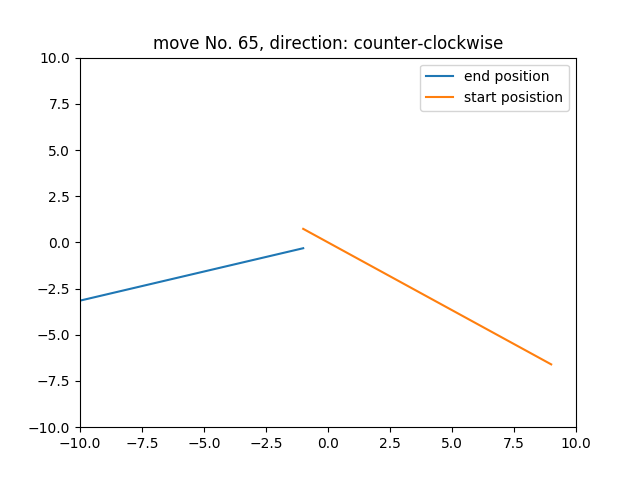 move No. 65, direction: counter-clockwise
end position
start posistion
10.0
7.5
5.0
2.5
0.0
−2.5
−5.0
−7.5
−10.0
−10.0 −7.5 −5.0 −2.5 0.0 2.5 5.0 7.5 10.0